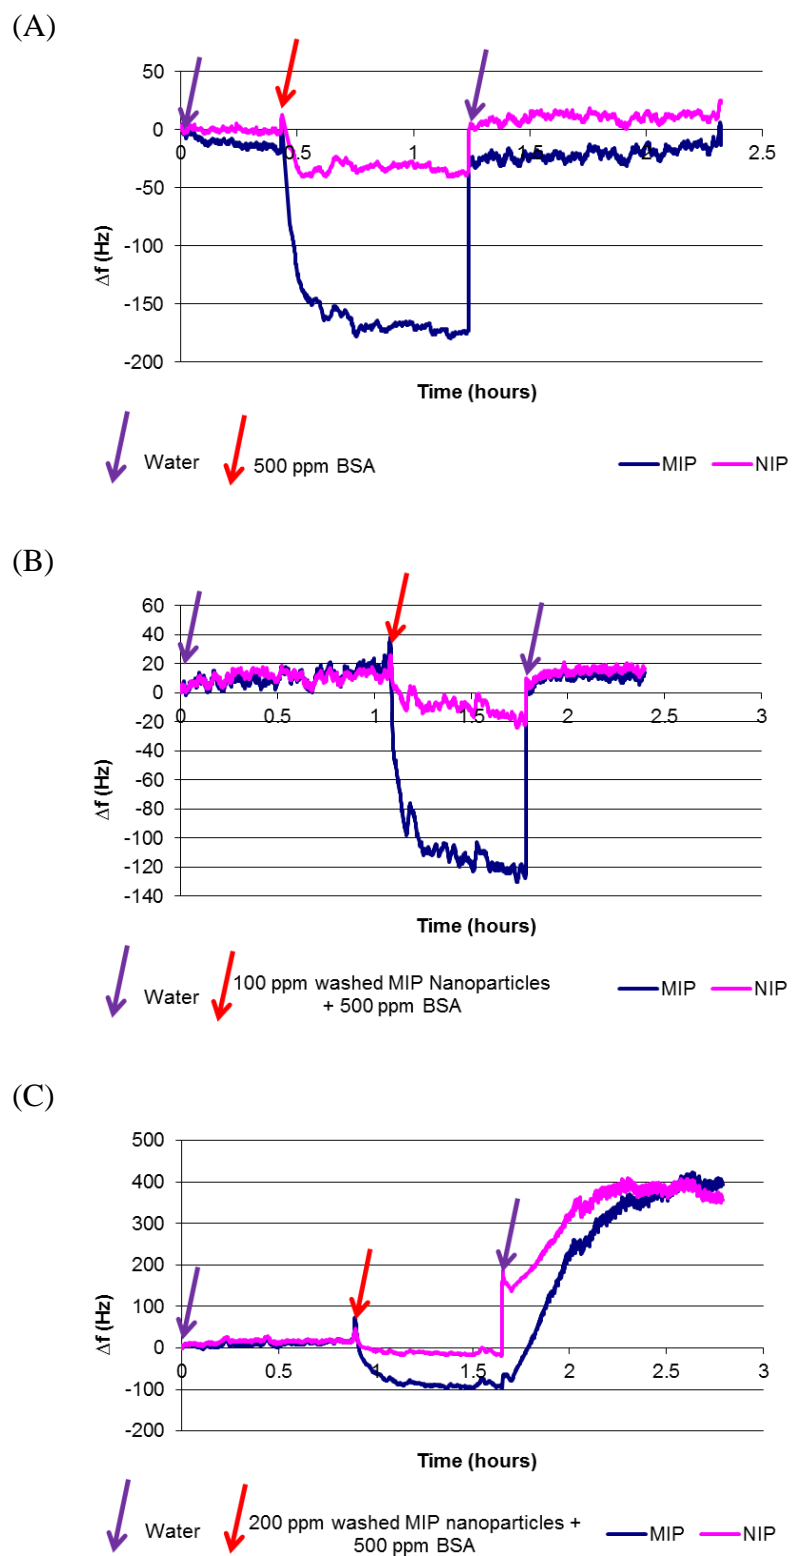 (A)
50
0
-50
-100
-150
-200
0 0.5 1 1.5 2 2.5
Δf (Hz)
Time (hours)
Water 500 ppm BSA MIP NIP
(B)
60
40
20
0
-20
-40
-60
-80
-100
-120
-140
0 0.5 1 1.5 2 2.5 3
Δf (Hz)
Time (hours)
Water 100 ppm washed MIP Nanoparticles MIP NIP
+ 500 ppm BSA
(C)
500
400
300
200
100
0
-100
-200
0 0.5 1 1.5 2 2.5 3
Δf (Hz)
Time (hours)
Water 200 ppm washed MIP nanoparticles + MIP NIP
500 ppm BSA